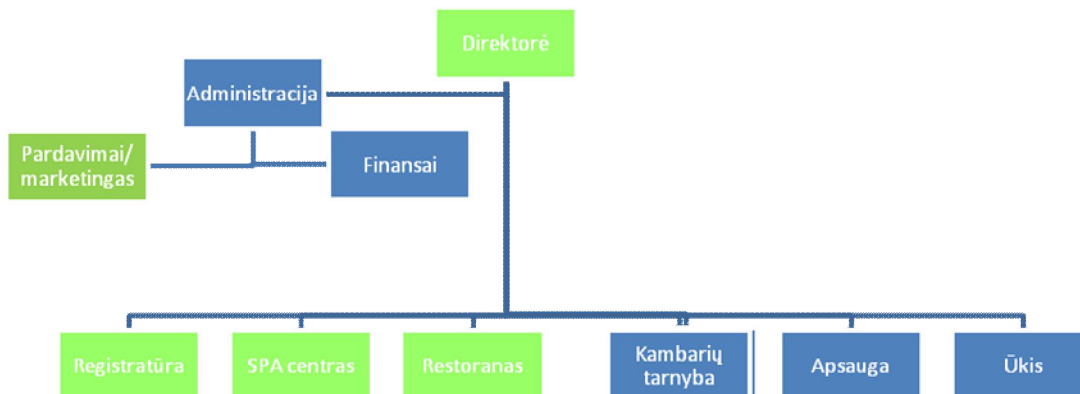 Direktorė
Administracija
Pardavimai/
marketingas
Finansai
Registratūra
SPA centras
Restoranas
Kambarių
tarnyba
Apsauga
Ūkis